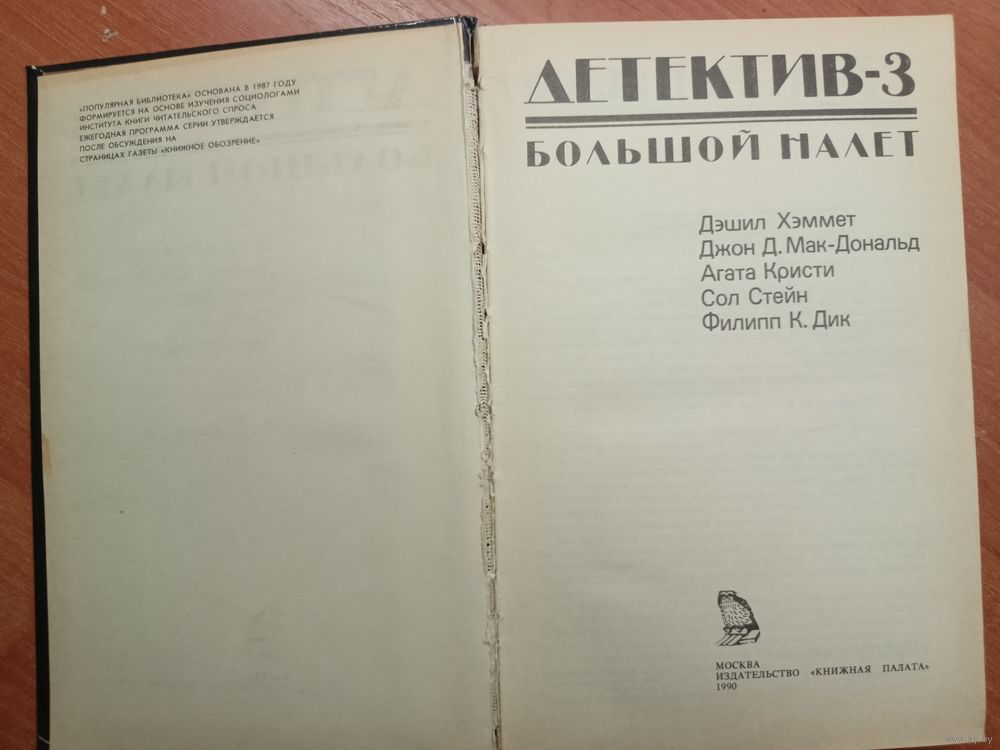 «ПОПУЛЯРНАЯ БИБЛИОТЕКА» ОСНОВАНА В 1987 ГОДУ
ФОРМИРУЕТСЯ НА ОСНОВЕ ИЗУЧЕНИЯ СОЦИОЛОГАМИ
ИНСТИТУТА КНИГИ ЧИТАТЕЛЬСКОГО СПРОСА
ЕЖЕГОДНАЯ ПРОГРАММА СЕРИИ УТВЕРЖДАЕТСЯ
ПОСЛЕ ОБСУЖДЕНИЯ НА
СТРАНИЦАХ ГАЗЕТЫ «КНИЖНОЕ ОБОЗРЕНИЕ»
ДЕТЕКТИВ-3
БОЛЬШОЙ НАЛЕТ
Дэшил Хэммет
Джон Д. Мак-Дональд
Агата Кристи
Сол Стейн
Филипп К. Дик
МОСКВА
ИЗДАТЕЛЬСТВО «КНИЖНАЯ ПАЛАТА»
1990